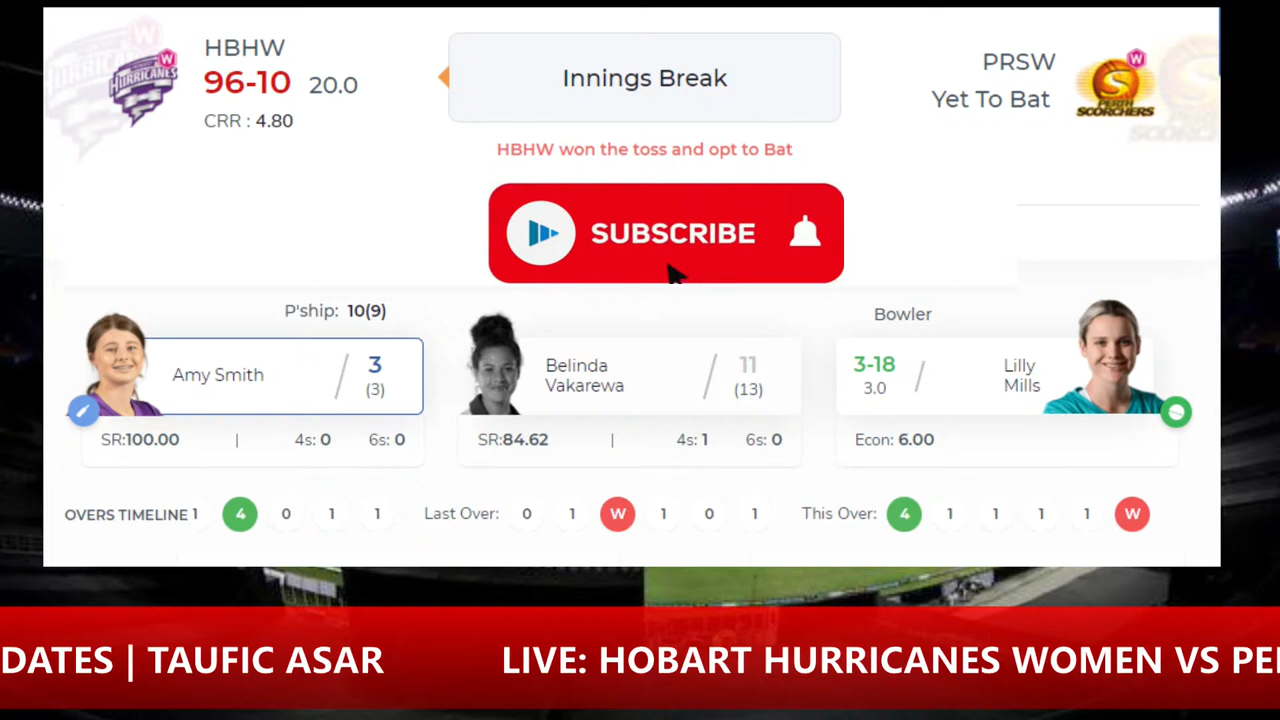 HBHW
96-10 20.0
CRR : 4.80
HURRICANES
Innings Break
PRSW
Yet To Bat
PERTH
SCORCHERS
HBHW won the toss and opt to Bat
SUBSCRIBE
P'ship: 10(9)
Bowler
Amy Smith / 3
(3)
SR:100.00 | 4s: 0 6s: 0
Belinda
Vakarewa / 11
(13)
SR:84.62 | 4s: 1 6s: 0
3-18
3.0 / Lilly
Mills
Econ: 6.00
OVERS TIMELINE 1 4 0 1 1 Last Over: 0 1 W 1 0 1 This Over: 4 1 1 1 1 W
DATES | TAUFIC ASAR LIVE: HOBART HURRICANES WOMEN VS PE